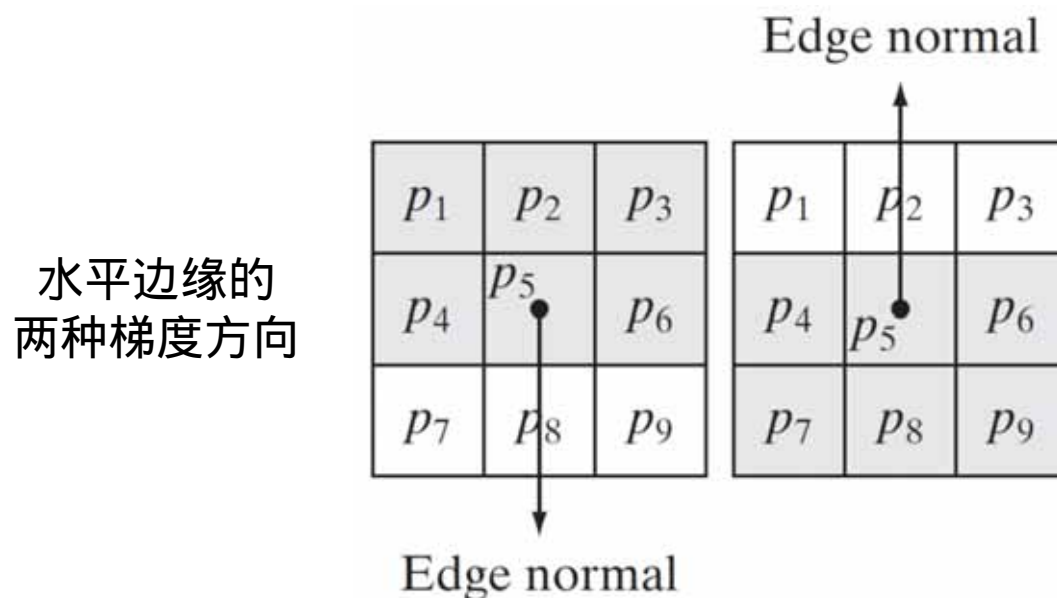 水平边缘的
两种梯度方向
Edge normal
p₁ p₂ p₃
p₄ p₅ p₆
p₇ p₈ p₉
Edge normal
p₁ p₂ p₃
p₄ p₅ p₆
p₇ p₈ p₉